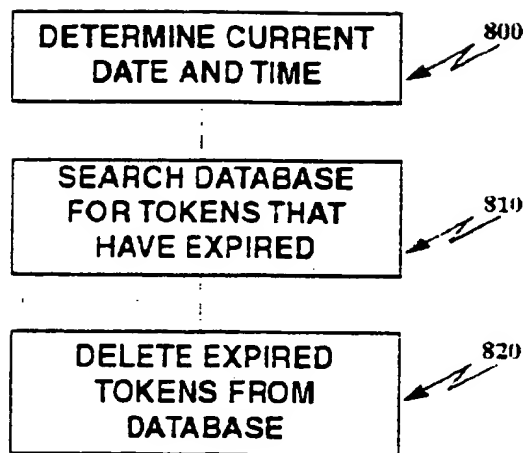 DETERMINE CURRENT
DATE AND TIME
800
SEARCH DATABASE
FOR TOKENS THAT
HAVE EXPIRED
810
DELETE EXPIRED
TOKENS FROM
DATABASE
820